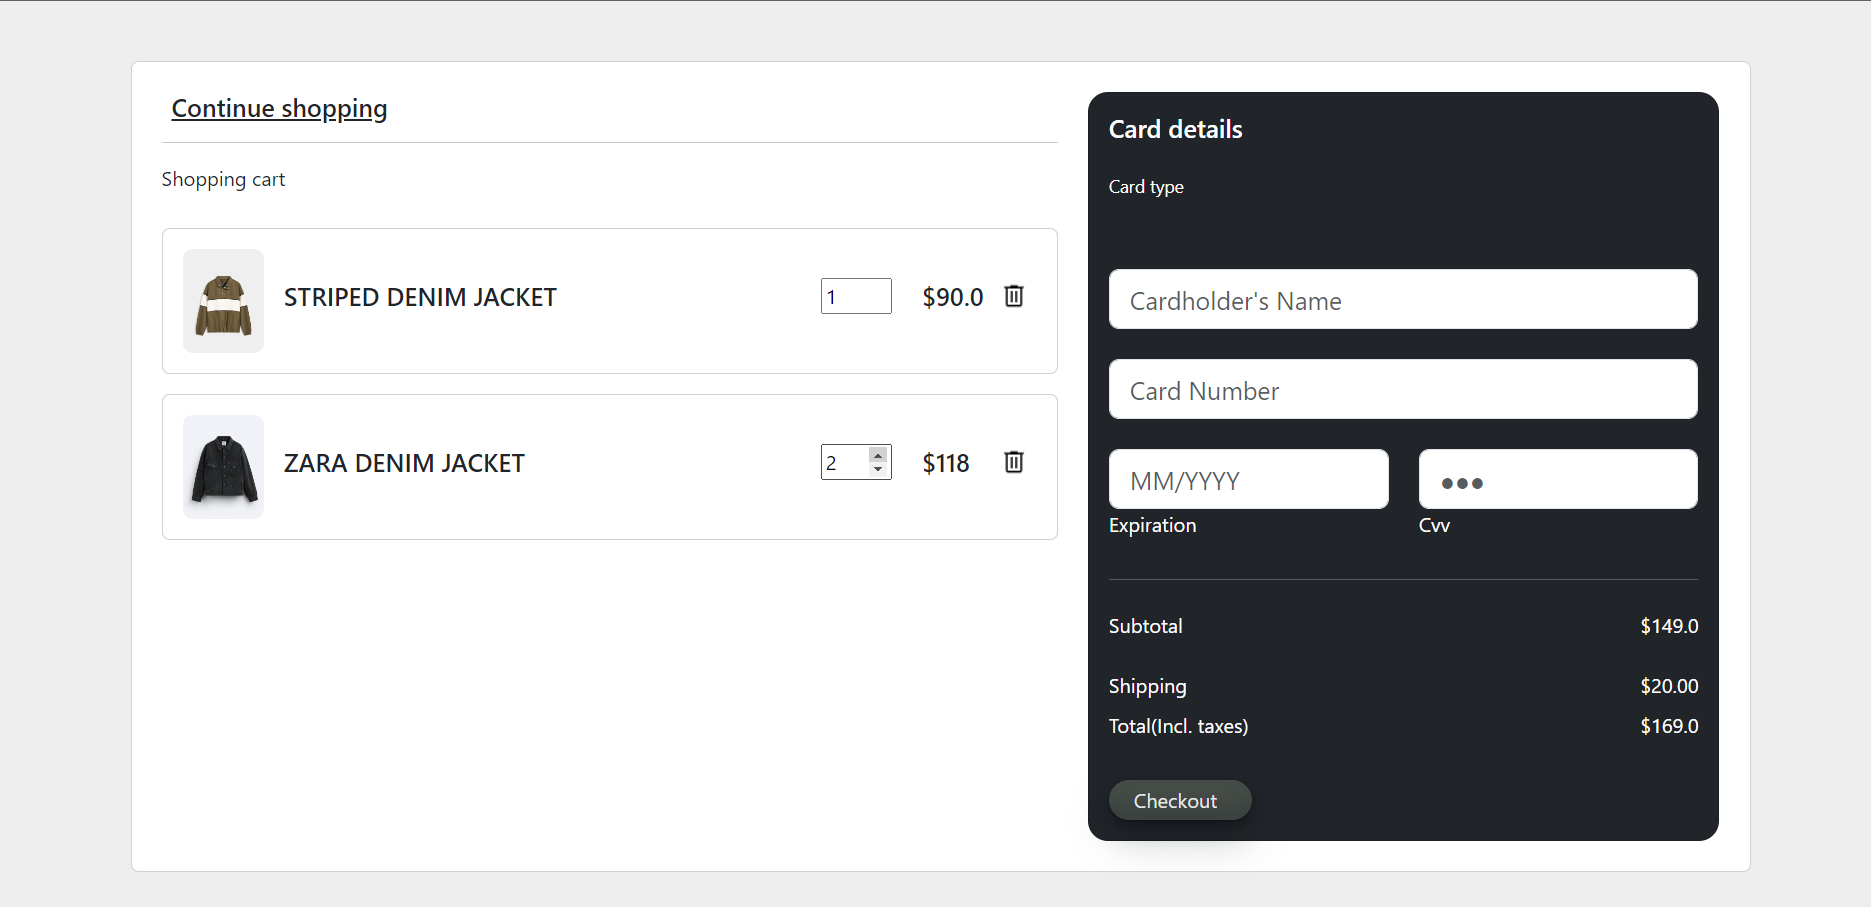 Continue shopping
Shopping cart
STRIPED DENIM JACKET
1
$90.0
ZARA DENIM JACKET
2
$118
Card details
Card type
Cardholder's Name
Card Number
MM/YYYY
●●●
Expiration
Cvv
Subtotal
$149.0
Shipping
$20.00
Total(Incl. taxes)
$169.0
Checkout